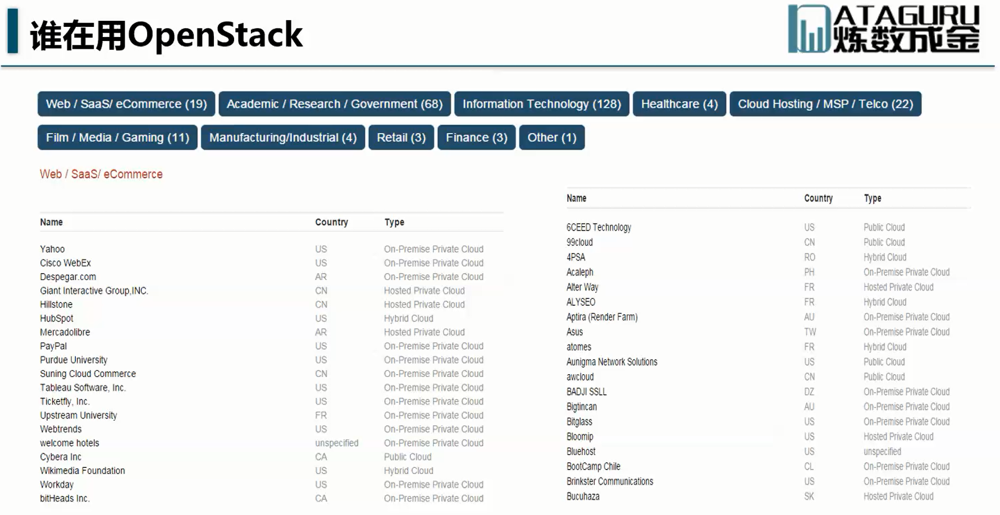 谁在用OpenStack
DATAGURU
炼数成金
Web / SaaS/ eCommerce (19) Academic / Research / Government (68) Information Technology (128) Healthcare (4) Cloud Hosting / MSP / Telco (22)
Film / Media / Gaming (11) Manufacturing/Industrial (4) Retail (3) Finance (3) Other (1)
Web / SaaS/ eCommerce
Name Country Type
Yahoo US On-Premise Private Cloud
Cisco WebEx US On-Premise Private Cloud
Despegar.com AR On-Premise Private Cloud
Giant Interactive Group,INC. CN Hosted Private Cloud
Hillstone CN Hosted Private Cloud
HubSpot US Hybrid Cloud
Mercadolibre AR Hosted Private Cloud
PayPal US On-Premise Private Cloud
Purdue University US On-Premise Private Cloud
Suning Cloud Commerce CN On-Premise Private Cloud
Tableau Software, Inc. US On-Premise Private Cloud
Ticketfly, Inc. US On-Premise Private Cloud
Upstream University FR On-Premise Private Cloud
Webtrends US On-Premise Private Cloud
welcome hotels unspecified On-Premise Private Cloud
Cybera Inc CA Public Cloud
Wikimedia Foundation US Hybrid Cloud
Workday US On-Premise Private Cloud
bitHeads Inc. CA On-Premise Private Cloud
Name Country Type
6CEED Technology US Public Cloud
99cloud CN Public Cloud
4PSA RO Hybrid Cloud
Acaleph PH On-Premise Private Cloud
Alter Way FR Hosted Private Cloud
ALYSEO FR Hybrid Cloud
Aptira (Render Farm) AU On-Premise Private Cloud
Asus TW On-Premise Private Cloud
atomes FR Hybrid Cloud
Aunigma Network Solutions US Public Cloud
awcloud CN Public Cloud
BADJI SSLL DZ On-Premise Private Cloud
Bigtincan AU On-Premise Private Cloud
Bitglass US On-Premise Private Cloud
Bloomip US Hosted Private Cloud
Bluehost US unspecified
BootCamp Chile CL On-Premise Private Cloud
Brinkster Communications US On-Premise Private Cloud
Bucuhaza SK Hosted Private Cloud